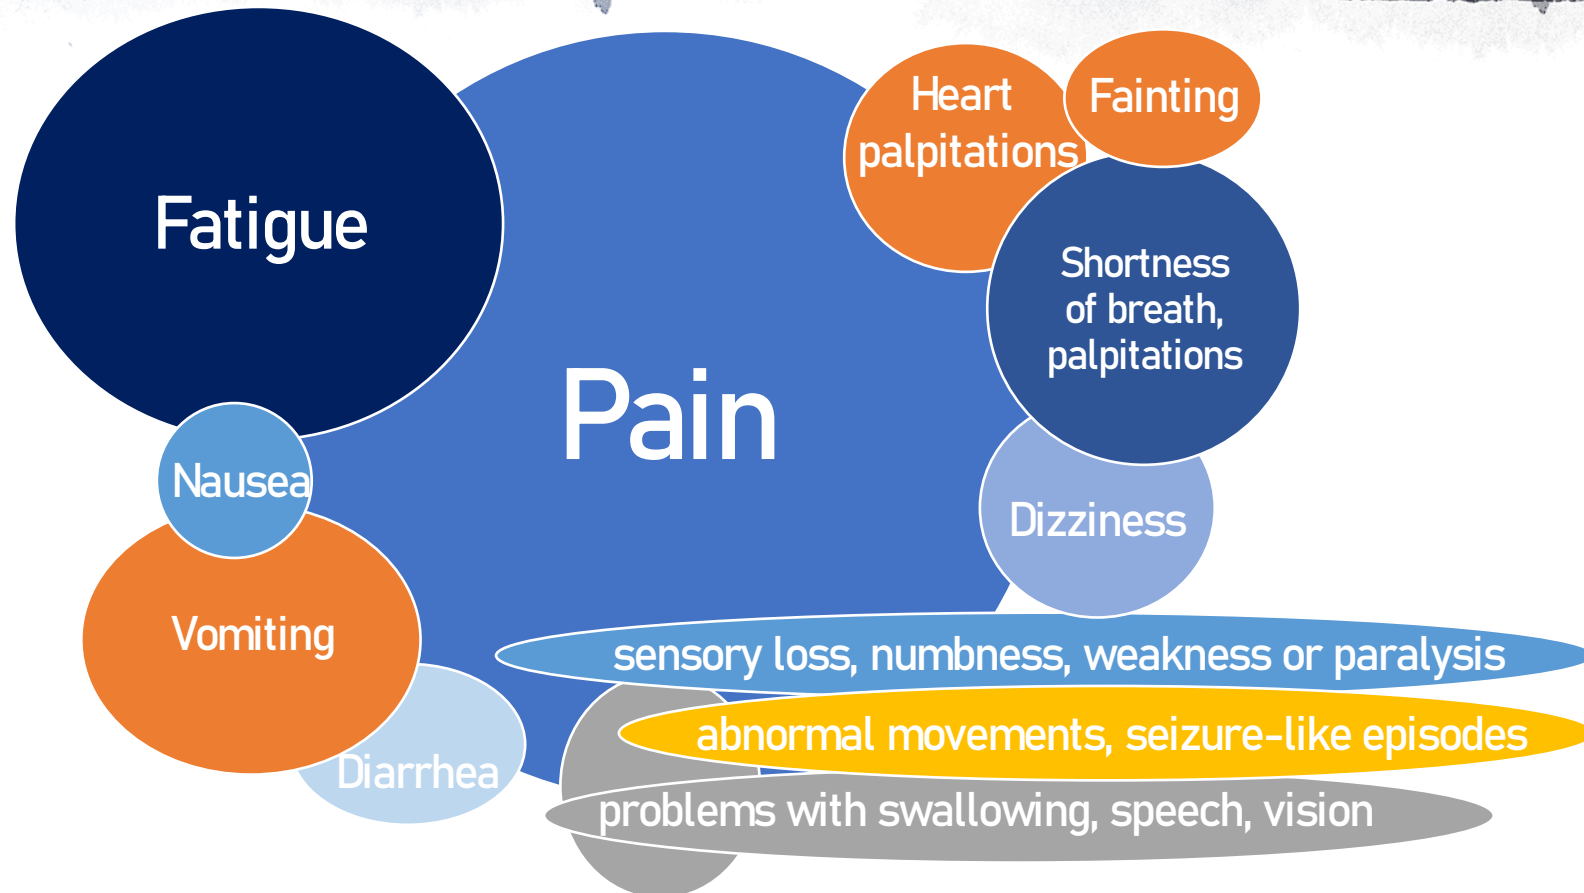 Heart
palpitations
Fainting
Fatigue
Shortness
of breath,
palpitations
Pain
Nausea
Dizziness
Vomiting
sensory loss, numbness, weakness or paralysis
abnormal movements, seizure-like episodes
Diarrhea
problems with swallowing, speech, vision